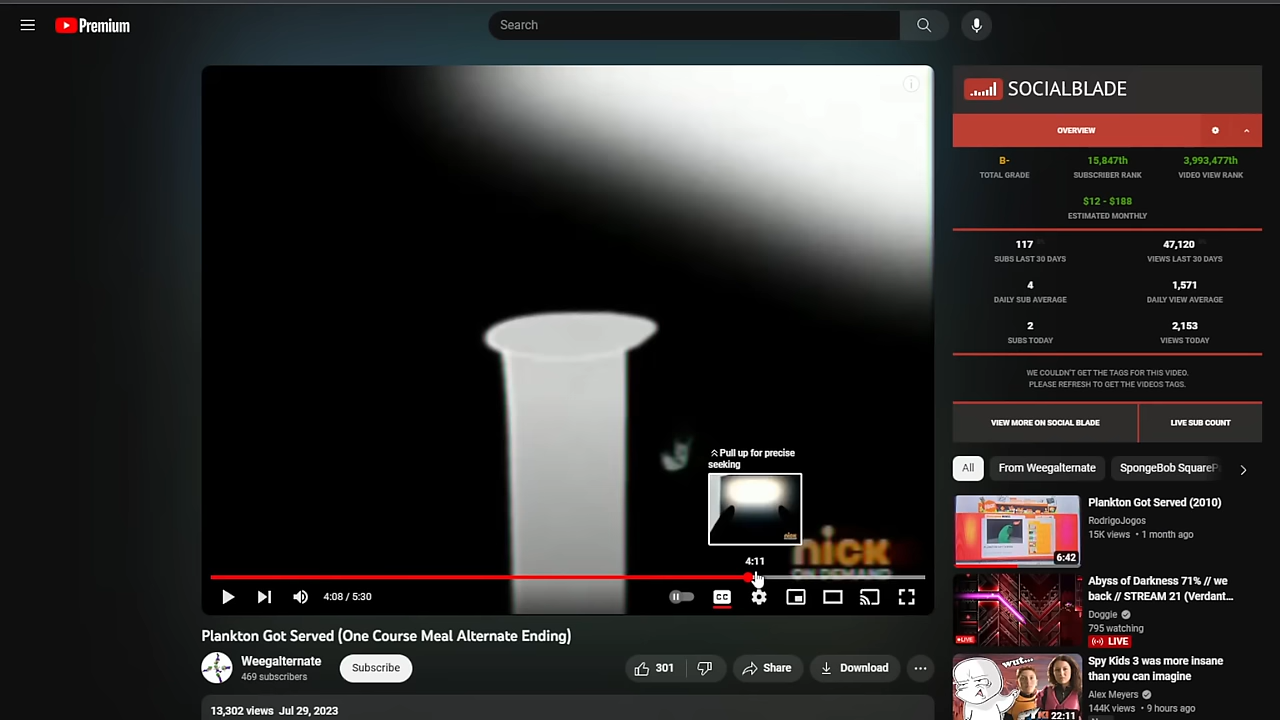 Premium
Search
SOCIALBLADE
OVERVIEW
B-
15,847th
3,993,477th
TOTAL GRADE
SUBSCRIBER RANK
VIDEO VIEW RANK
$12 - $188
ESTIMATED MONTHLY
117
47,120
SUBS LAST 30 DAYS
VIEWS LAST 30 DAYS
4
1,571
DAILY SUB AVERAGE
DAILY VIEW AVERAGE
2
2,153
SUBS TODAY
VIEWS TODAY
WE COULDN'T GET THE TAGS FOR THIS VIDEO.
PLEASE REFRESH TO GET THE VIDEOS TAGS.
VIEW MORE ON SOCIAL BLADE
LIVE SUB COUNT
Pull up for precise
seeking
nick
ON DEMAND
4:11
4:08 / 5:30
CC
Plankton Got Served (One Course Meal Alternate Ending)
Weegalternate
469 subscribers
Subscribe
301
Share
Download
13,302 views Jul 29, 2023
All
From Weegalternate
SpongeBob SquareP
Plankton Got Served (2010)
RodrigoJogos
15K views • 1 month ago
6:42
Abyss of Darkness 71% // we
back // STREAM 21 (Verdant...
Doggie
795 watching
LIVE
LIVE
Spy Kids 3 was more insane
than you can imagine
Alex Meyers
144K views • 9 hours ago
wut...
22:11